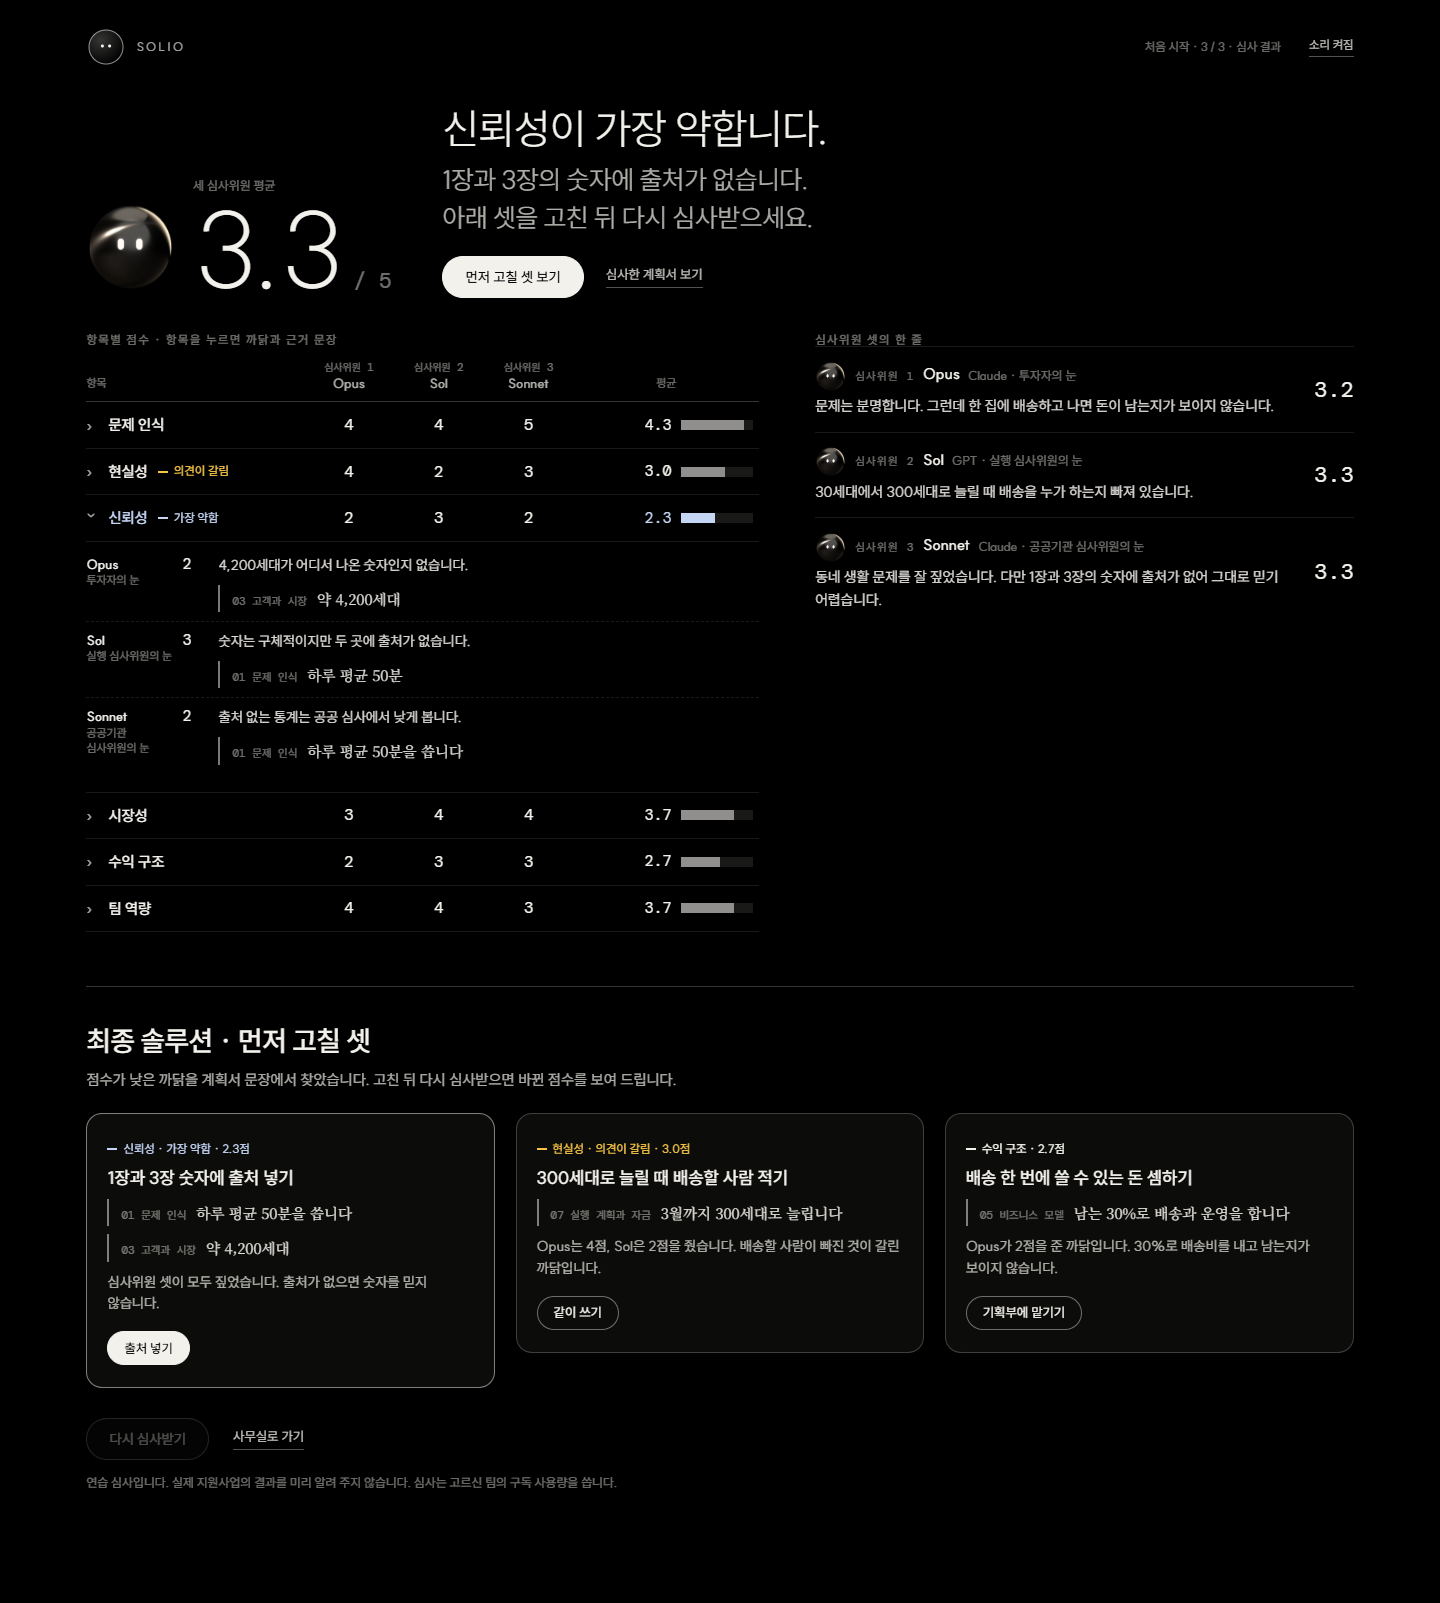 SOLIO
처음 시작 · 3 / 3 · 심사 결과
소리 켜짐
세 심사위원 평균
3.3 / 5
신뢰성이 가장 약합니다.
1장과 3장의 숫자에 출처가 없습니다.
아래 셋을 고친 뒤 다시 심사받으세요.
먼저 고칠 셋 보기
심사한 계획서 보기
항목별 점수 · 항목을 누르면 까닭과 근거 문장
항목
심사위원 1 Opus
심사위원 2 Sol
심사위원 3 Sonnet
평균
› 문제 인식 4 4 5 4.3
› 현실성 – 의견이 갈림 4 2 3 3.0
› 신뢰성 – 가장 약함 2 3 2 2.3
Opus 2 4,200세대가 어디서 나온 숫자인지 없습니다.
투자자의 눈
03 고객과 시장 약 4,200세대
Sol 3 숫자는 구체적이지만 두 곳에 출처가 없습니다.
실행 심사위원의 눈
01 문제 인식 하루 평균 50분
Sonnet 2 출처 없는 통계는 공공 심사에서 낮게 봅니다.
공공기관
심사위원의 눈
01 문제 인식 하루 평균 50분을 씁니다
› 시장성 3 4 4 3.7
› 수익 구조 2 3 3 2.7
› 팀 역량 4 4 3 3.7
심사위원 셋의 한 줄
심사위원 1 Opus Claude · 투자자의 눈
문제는 분명합니다. 그런데 한 집에 배송하고 나면 돈이 남는지가 보이지 않습니다.
3.2
심사위원 2 Sol GPT · 실행 심사위원의 눈
30세대에서 300세대로 늘릴 때 배송을 누가 하는지 빠져 있습니다.
3.3
심사위원 3 Sonnet Claude · 공공기관 심사위원의 눈
동네 생활 문제를 잘 짚었습니다. 다만 1장과 3장의 숫자에 출처가 없어 그대로 믿기
어렵습니다.
3.3
최종 솔루션 · 먼저 고칠 셋
점수가 낮은 까닭을 계획서 문장에서 찾았습니다. 고친 뒤 다시 심사받으면 바뀐 점수를 보여 드립니다.
– 신뢰성 · 가장 약함 · 2.3점
1장과 3장 숫자에 출처 넣기
01 문제 인식 하루 평균 50분을 씁니다
03 고객과 시장 약 4,200세대
심사위원 셋이 모두 짚었습니다. 출처가 없으면 숫자를 믿지
않습니다.
출처 넣기
– 현실성 · 의견이 갈림 · 3.0점
300세대로 늘릴 때 배송할 사람 적기
07 실행 계획과 자금 3월까지 300세대로 늘립니다
Opus는 4점, Sol은 2점을 줬습니다. 배송할 사람이 빠진 것이 갈린
까닭입니다.
같이 쓰기
– 수익 구조 · 2.7점
배송 한 번에 쓸 수 있는 돈 셈하기
05 비즈니스 모델 남는 30%로 배송과 운영을 합니다
Opus가 2점을 준 까닭입니다. 30%로 배송비를 내고 남는지가
보이지 않습니다.
기획부에 맡기기
다시 심사받기
사무실로 가기
연습 심사입니다. 실제 지원사업의 결과를 미리 알려 주지 않습니다. 심사는 고르신 팀의 구독 사용량을 씁니다.